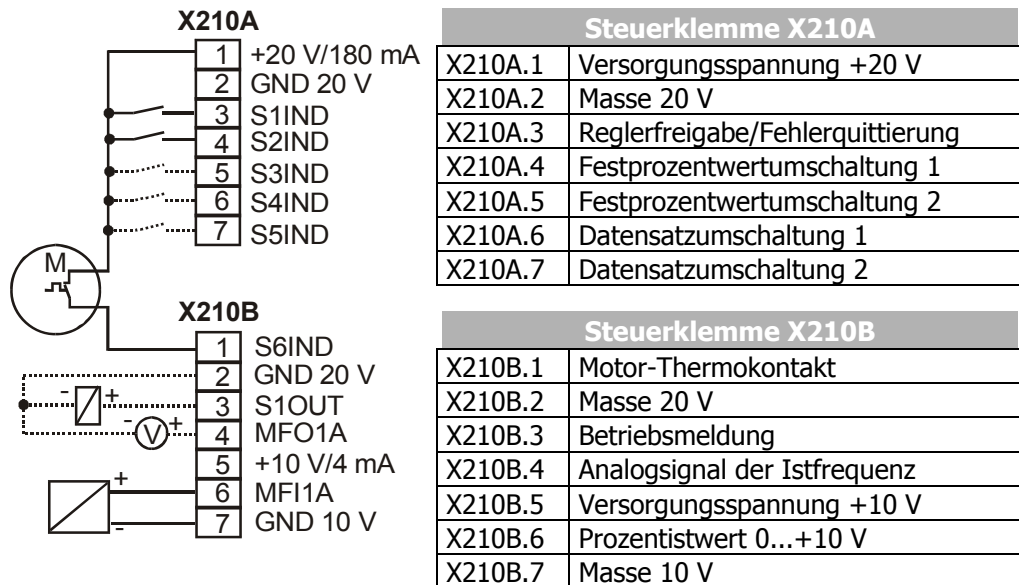 X210A
1 +20 V/180 mA
2 GND 20 V
3 S1IND
4 S2IND
5 S3IND
6 S4IND
7 S5IND
M
X210B
1 S6IND
2 GND 20 V
- + 3 S1OUT
- V + 4 MFO1A
5 +10 V/4 mA
+ 6 MFI1A
- 7 GND 10 V
Steuerklemme X210A
X210A.1 Versorgungsspannung +20 V
X210A.2 Masse 20 V
X210A.3 Reglerfreigabe/Fehlerquittierung
X210A.4 Festprozentwertumschaltung 1
X210A.5 Festprozentwertumschaltung 2
X210A.6 Datensatzumschaltung 1
X210A.7 Datensatzumschaltung 2
Steuerklemme X210B
X210B.1 Motor-Thermokontakt
X210B.2 Masse 20 V
X210B.3 Betriebsmeldung
X210B.4 Analogsignal der Istfrequenz
X210B.5 Versorgungsspannung +10 V
X210B.6 Prozentistwert 0...+10 V
X210B.7 Masse 10 V